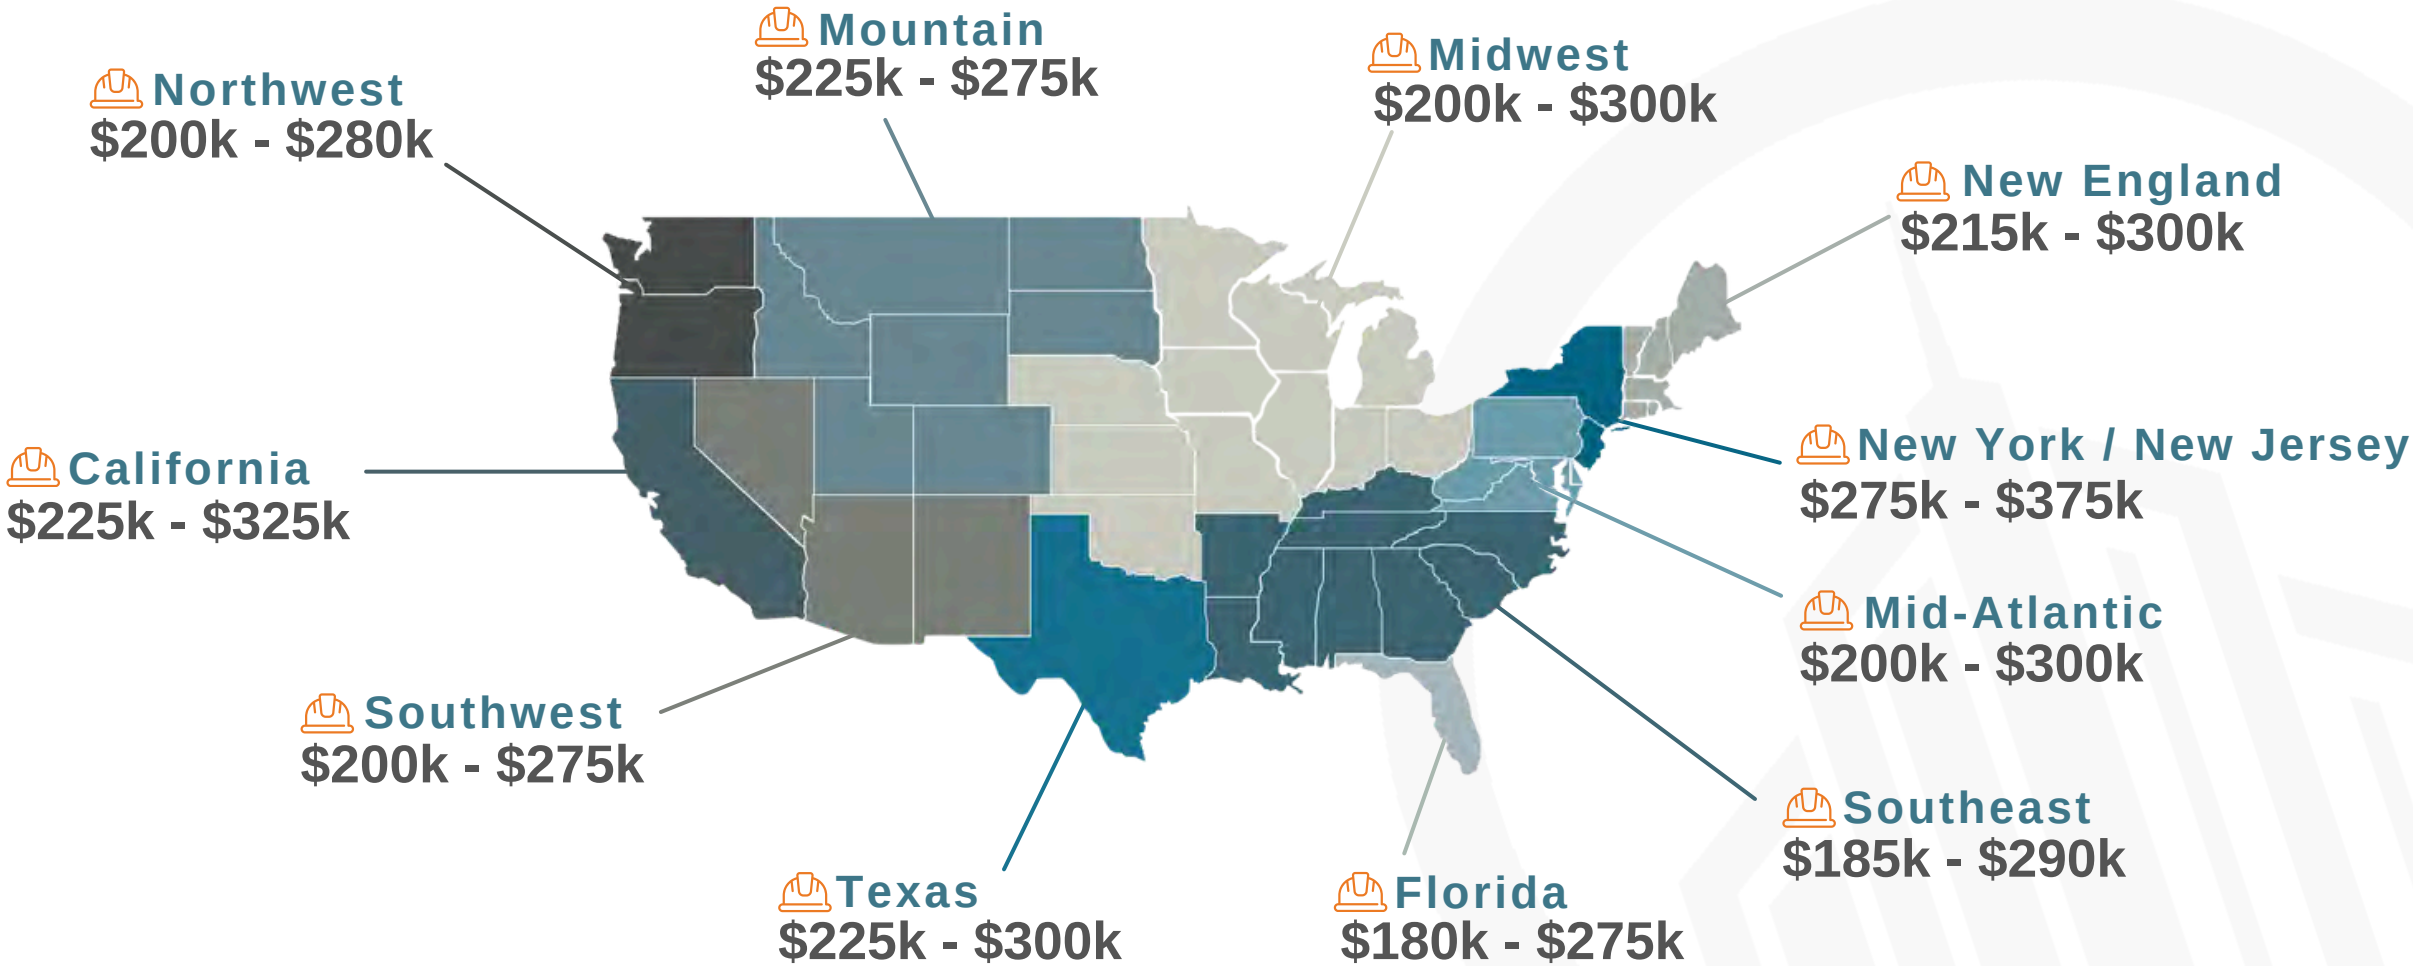 Mountain
$225k - $275k
Midwest
$200k - $300k
Northwest
$200k - $280k
New England
$215k - $300k
California
$225k - $325k
New York / New Jersey
$275k - $375k
Mid-Atlantic
$200k - $300k
Southwest
$200k - $275k
Southeast
$185k - $290k
Texas
$225k - $300k
Florida
$180k - $275k